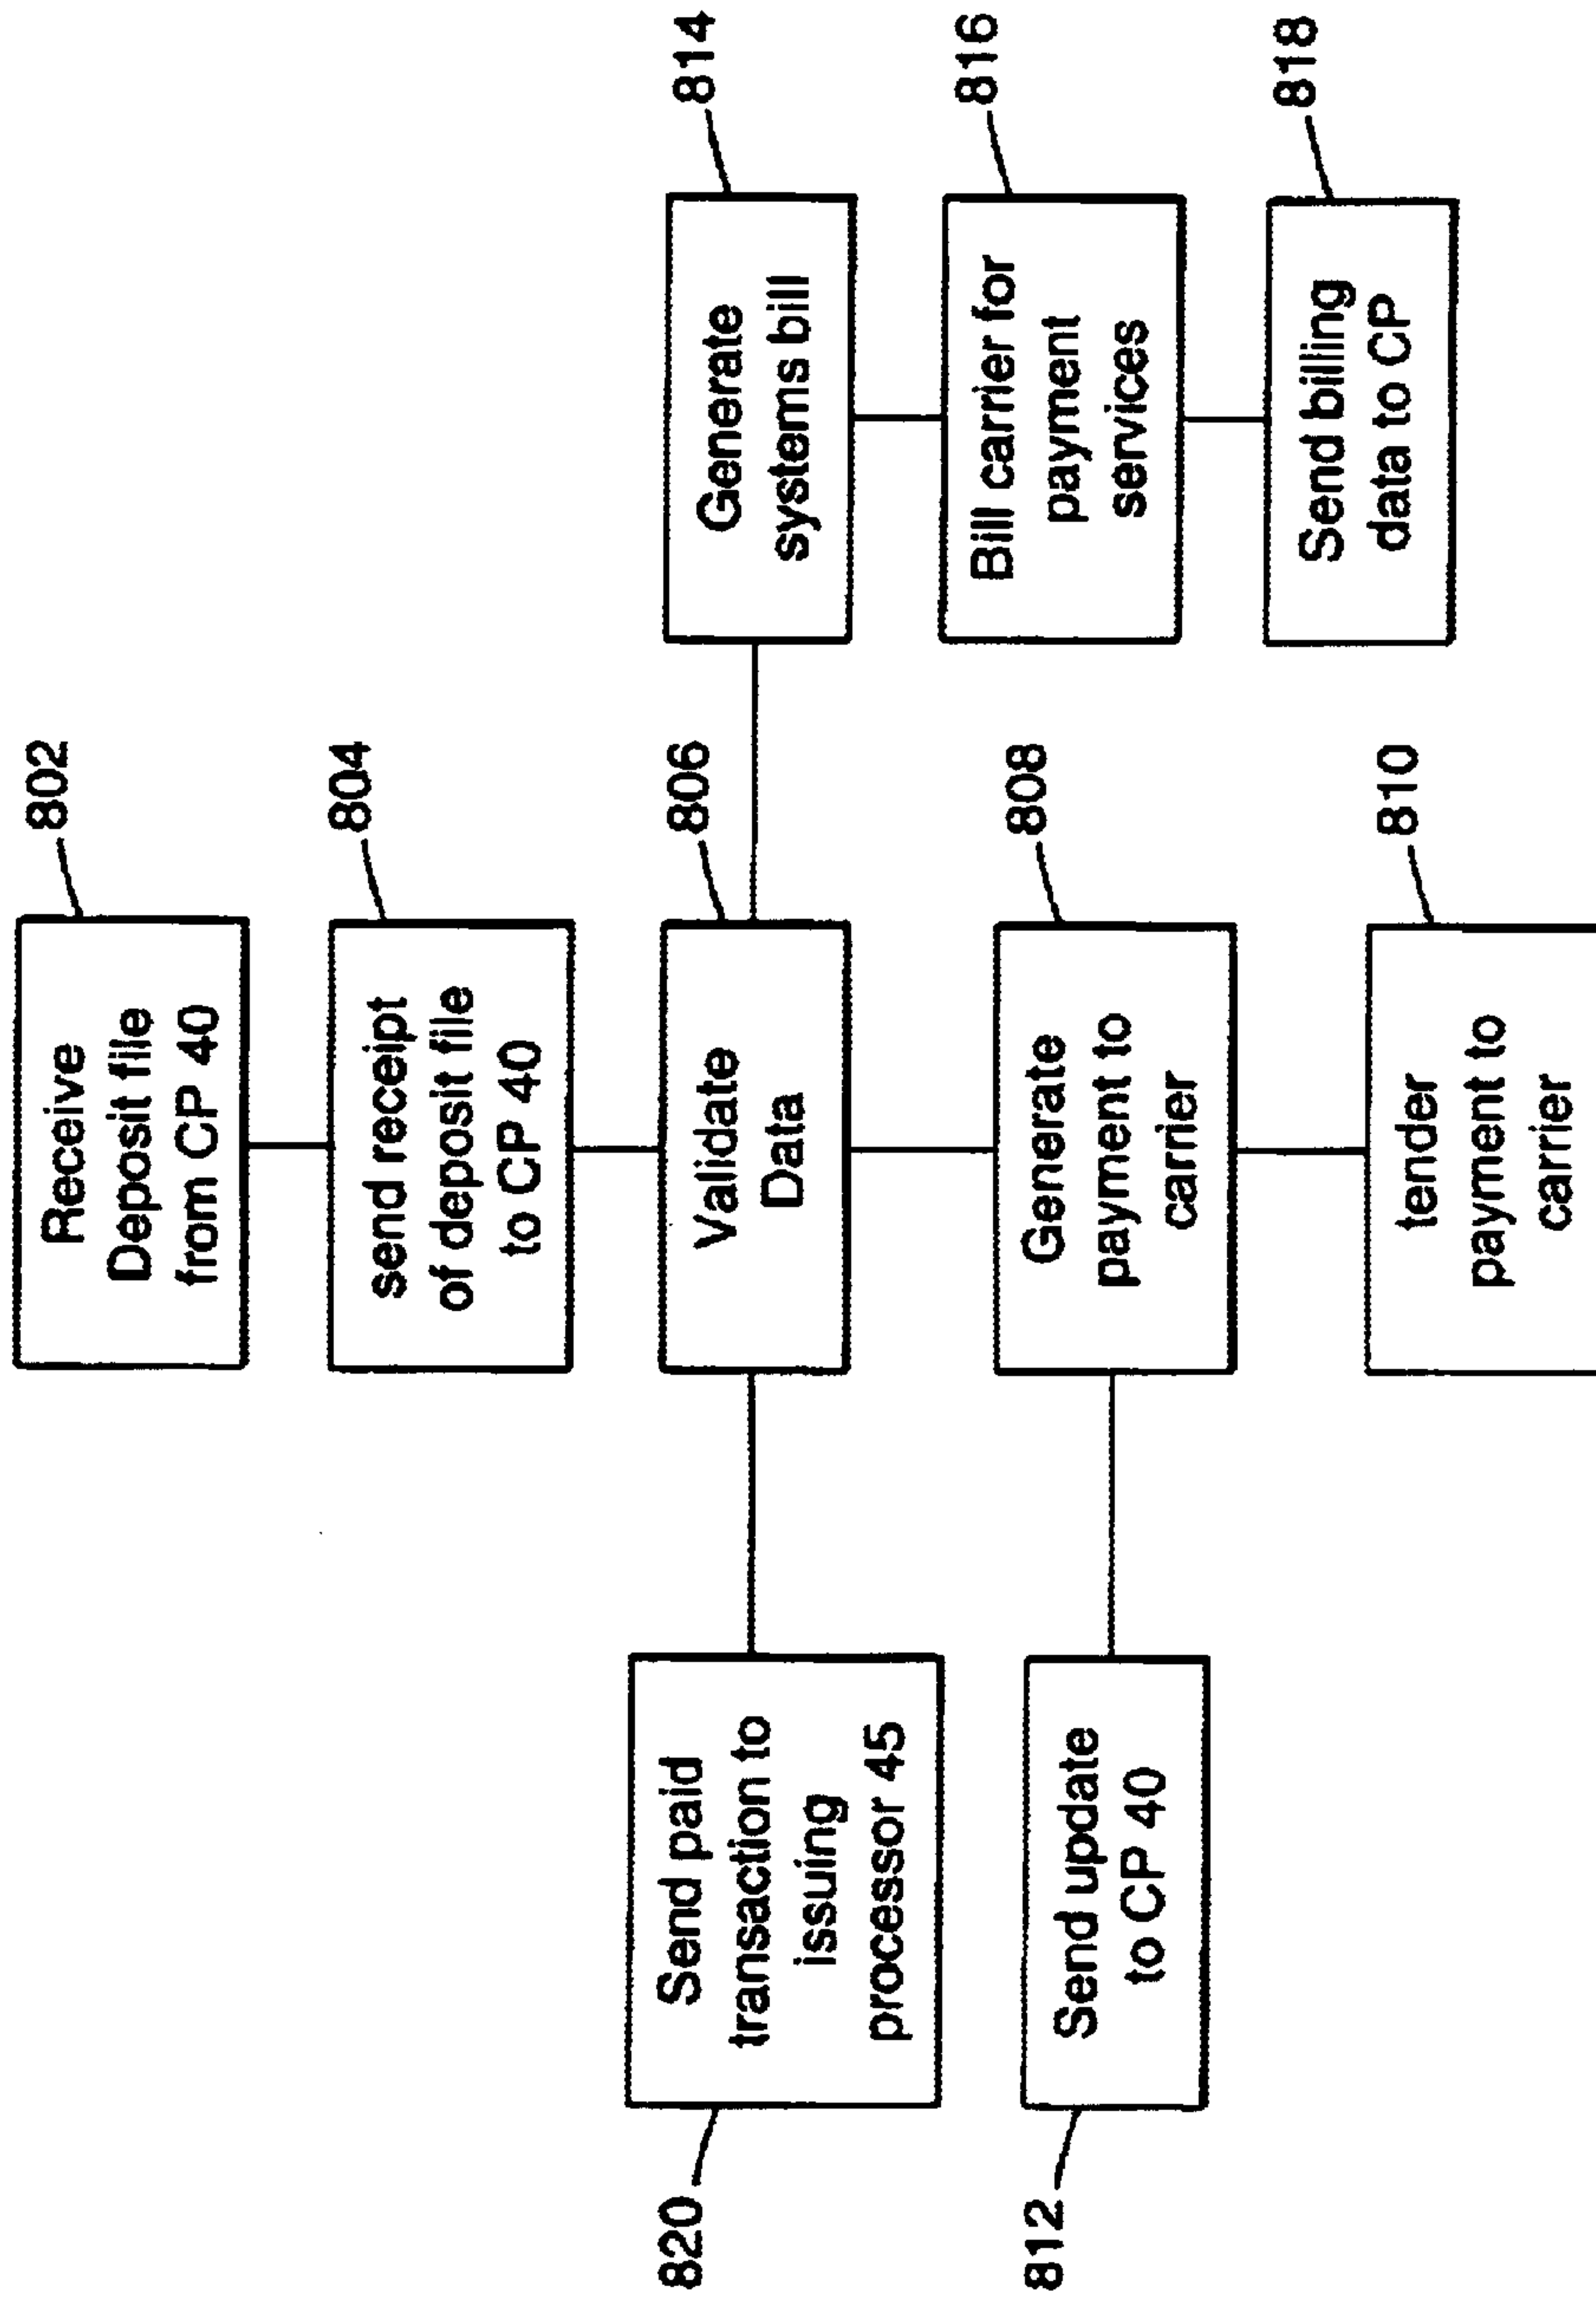 802
Receive
Deposit file
from CP 40
804
send receipt
of deposit file
to CP 40
820
Send paid
transaction to
issuing
processor 45
806
Validate
Data
814
Generate
systems bill
812
Send update
to CP 40
808
Generate
payment to
carrier
816
Bill carrier for
payment
services
810
tender
payment to
carrier
818
Send billing
data to CP